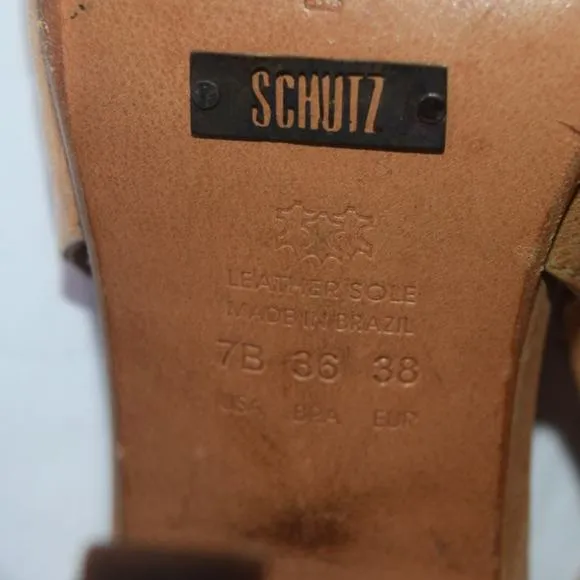 SCHUTZ
LEATHER SOLE
MADE IN BRAZIL
7B 36 38
USA BRA EUR